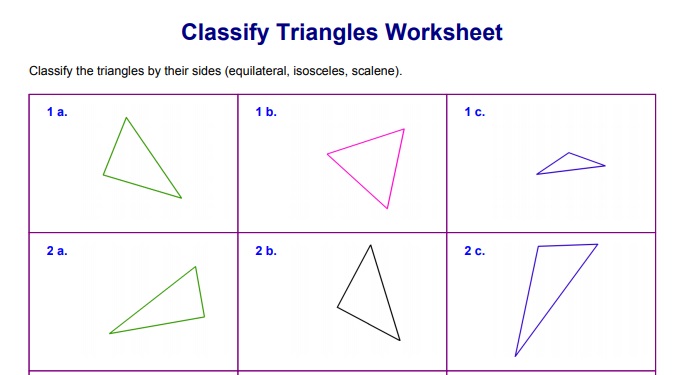 Classify Triangles Worksheet
Classify the triangles by their sides (equilateral, isosceles, scalene).
1 a.
1 b.
1 c.
2 a.
2 b.
2 c.